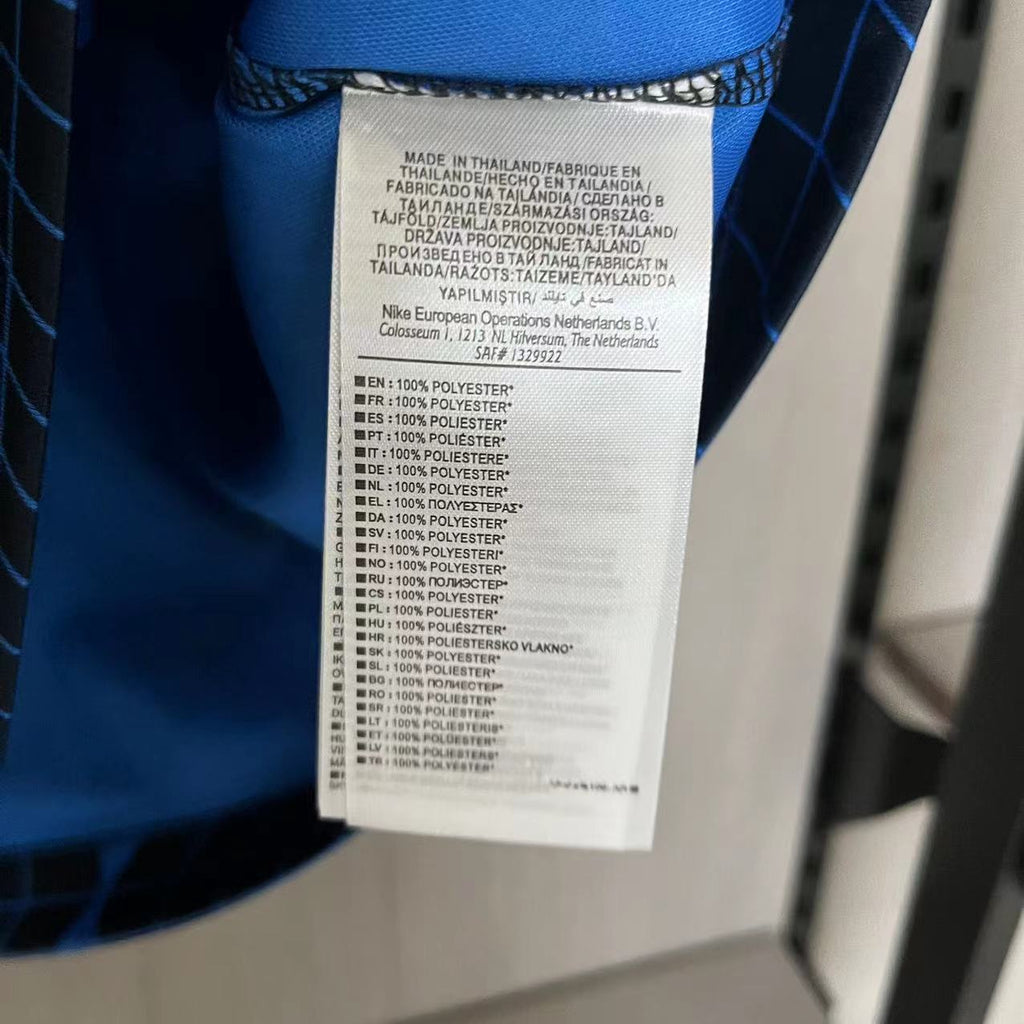 MADE IN THAILAND/FABRIQUE EN
THAILANDE/HECHO EN TAILANDIA/
FABRICADO NA TAILÂNDIA/СДЕЛАНО В
ТАИЛАНДЕ/SZÁRMAZÁSI ORSZÁG:
TÁJFÖLD/ZEMLJA PROIZVODNJE:TAJLAND/
DRŽAVA PROIZVODNJE:TAJLAND/
ПРОИЗВЕДЕНО В ТАЙЛАНД/FABRICAT IN
TAILANDA/RAŽOTS:TAIZEME/TAYLAND'DA
YAPILMIŞTIR/ صنع في تايلند
Nike European Operations Netherlands B.V.
Colosseum 1, 1213 NL Hilversum, The Netherlands
SAF# 1329922
EN : 100% POLYESTER*
FR : 100% POLYESTER*
ES : 100% POLIESTER*
PT : 100% POLIÉSTER*
IT : 100% POLIESTERE*
DE : 100% POLYESTER*
NL : 100% POLYESTER*
EL : 100% ΠΟΛΥΕΣΤΕΡΑΣ*
DA : 100% POLYESTER*
SV : 100% POLYESTER*
FI : 100% POLYESTERI*
NO : 100% POLYESTER*
RU : 100% ПОЛИЭСТЕР*
CS : 100% POLYESTER*
PL : 100% POLIESTER*
HU : 100% POLIÉSZTER*
HR : 100% POLIESTERSKO VLAKNO*
SK : 100% POLYESTER*
SL : 100% POLIESTER*
BG : 100% ПОЛИЕСТЕР*
RO : 100% POLIESTER*
SR : 100% POLIESTER*
LT : 100% POLIESTERIS*
ET : 100% POLÜESTER*
LV : 100% POLIESTERS*
TR : 100% POLYESTER*